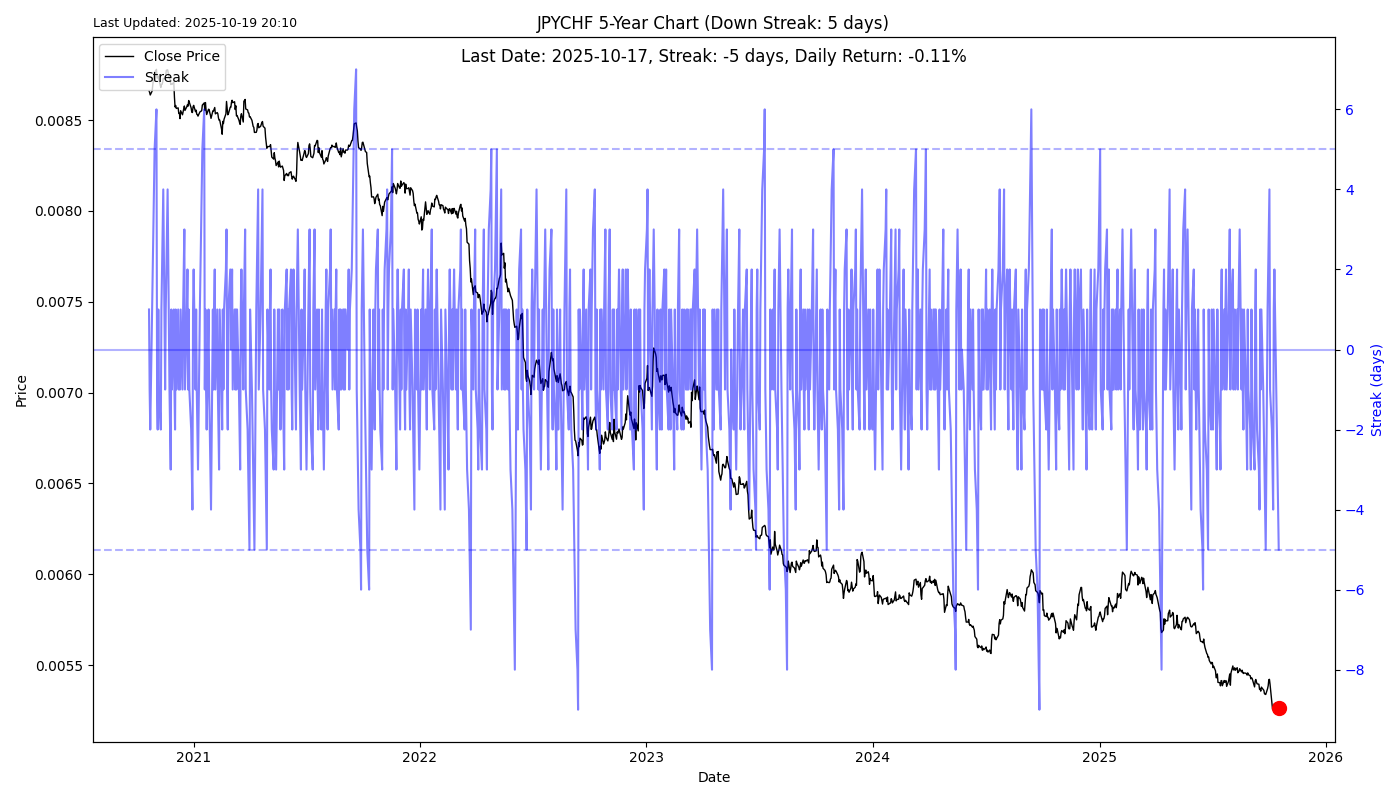 Last Updated: 2025-10-19 20:10
JPYCHF 5-Year Chart (Down Streak: 5 days)
Last Date: 2025-10-17, Streak: -5 days, Daily Return: -0.11%
Close Price
Streak
0.0085
0.0080
0.0075
0.0070
0.0065
0.0060
0.0055
Price
6
4
2
0
−2
−4
−6
−8
Streak (days)
2021
2022
2023
2024
2025
2026
Date